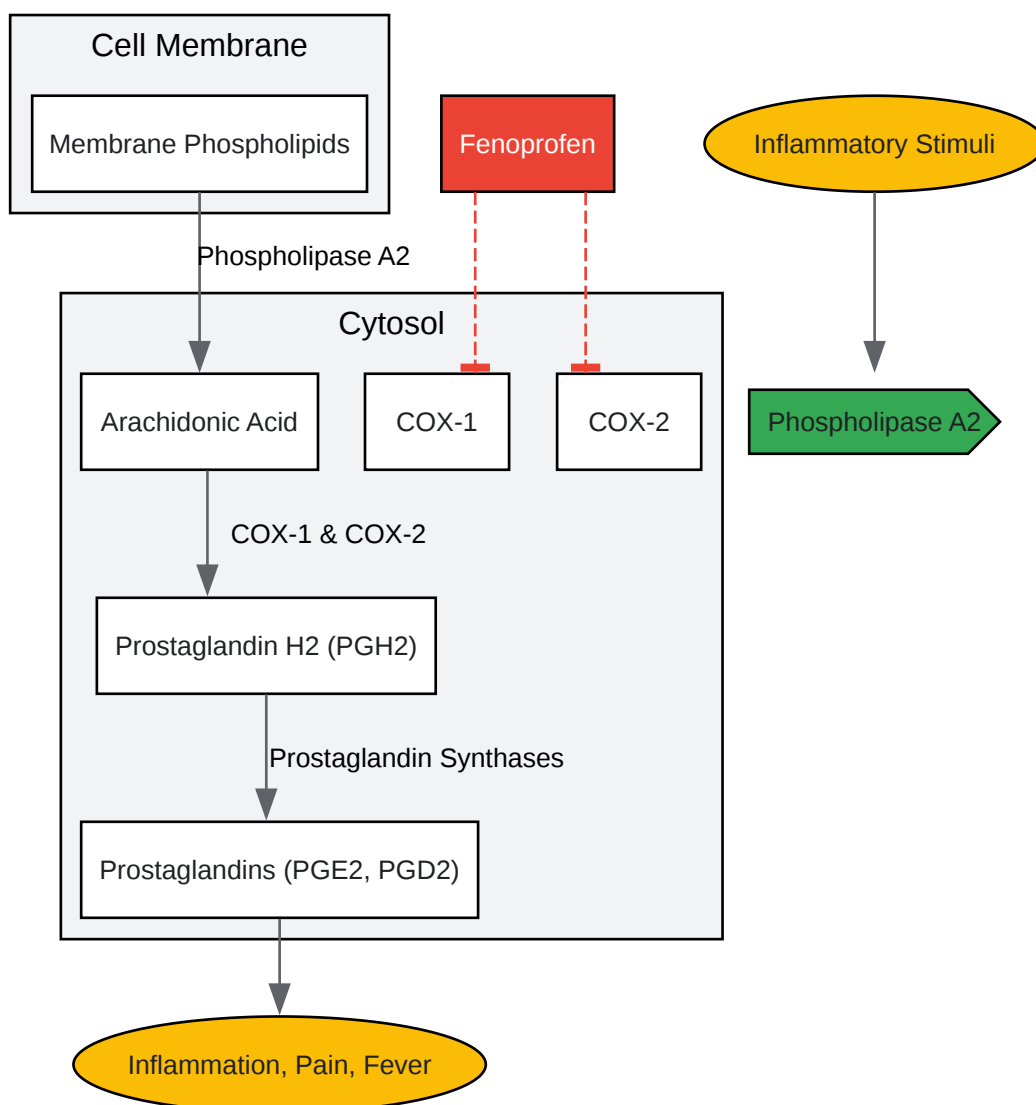 Cell Membrane
Membrane Phospholipids
Fenoprofen
Inflammatory Stimuli
Phospholipase A2
Cytosol
Arachidonic Acid
COX-1
COX-2
Phospholipase A2
COX-1 & COX-2
Prostaglandin H2 (PGH2)
Prostaglandin Synthases
Prostaglandins (PGE2, PGD2)
Inflammation, Pain, Fever